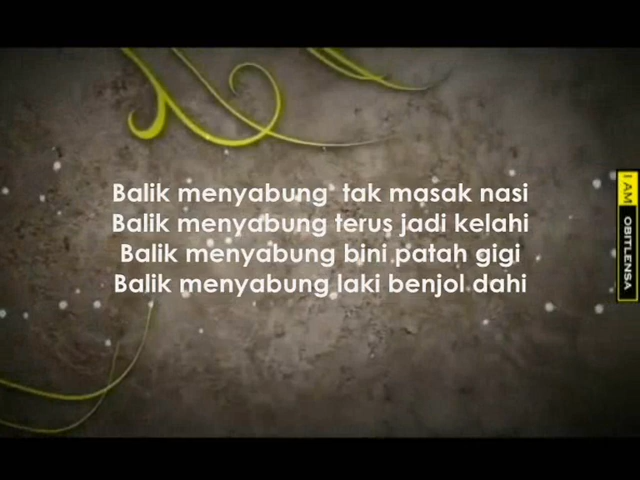 Balik menyabung tak masak nasi
Balik menyabung terus jadi kelahi
Balik menyabung bini patah gigi
Balik menyabung laki benjol dahi
I AM OBITLENSA